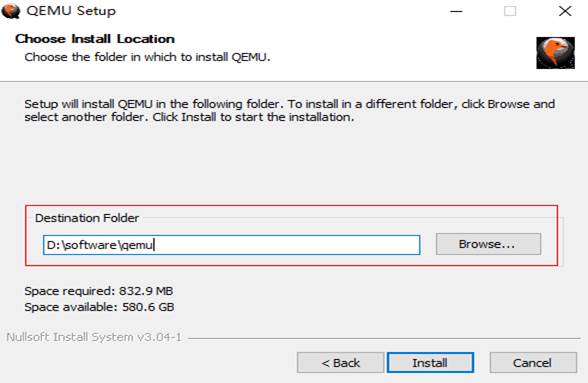 QEMU Setup
Choose Install Location
Choose the folder in which to install QEMU.
Setup will install QEMU in the following folder. To install in a different folder, click Browse and
select another folder. Click Install to start the installation.
Destination Folder
D:\software\qemu
Browse...
Space required: 832.9 MB
Space available: 580.6 GB
Nullsoft Install System v3.04-1
< Back
Install
Cancel